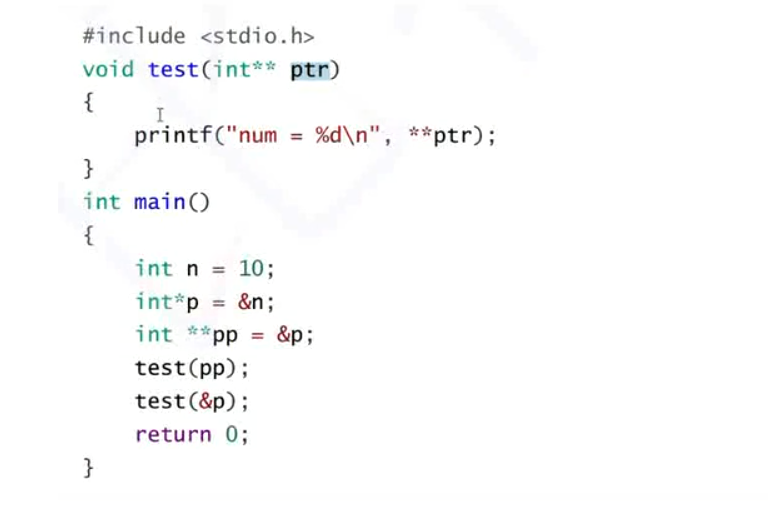 #include <stdio.h>
void test(int** ptr)
{
    printf("num = %d\n", **ptr);
}
int main()
{
    int n = 10;
    int*p = &n;
    int **pp = &p;
    test(pp);
    test(&p);
    return 0;
}